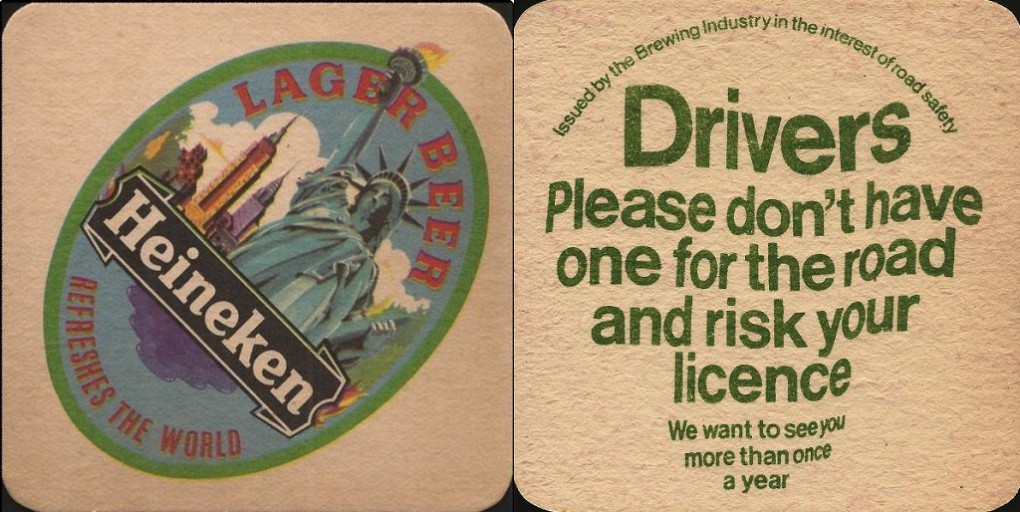 LAGER BEER
Heineken
REFRESHES THE WORLD
Issued by the Brewing Industry in the interest of road safety
Drivers
Please don't have
one for the road
and risk your
licence
We want to see you
more than once
a year